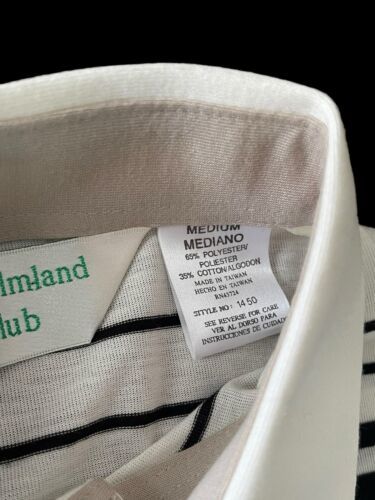 lmland
lub
MEDIUM
MEDIANO
65% POLYESTER/
POLIESTER
35% COTTON/ALGODON
MADE IN TAIWAN
HECHO EN TAIWAN
RN43724
STYLE NO: 14 50
SEE REVERSE FOR CARE
VER AL DORSO PARA
INSTRUCCIONES DE CUIDADO